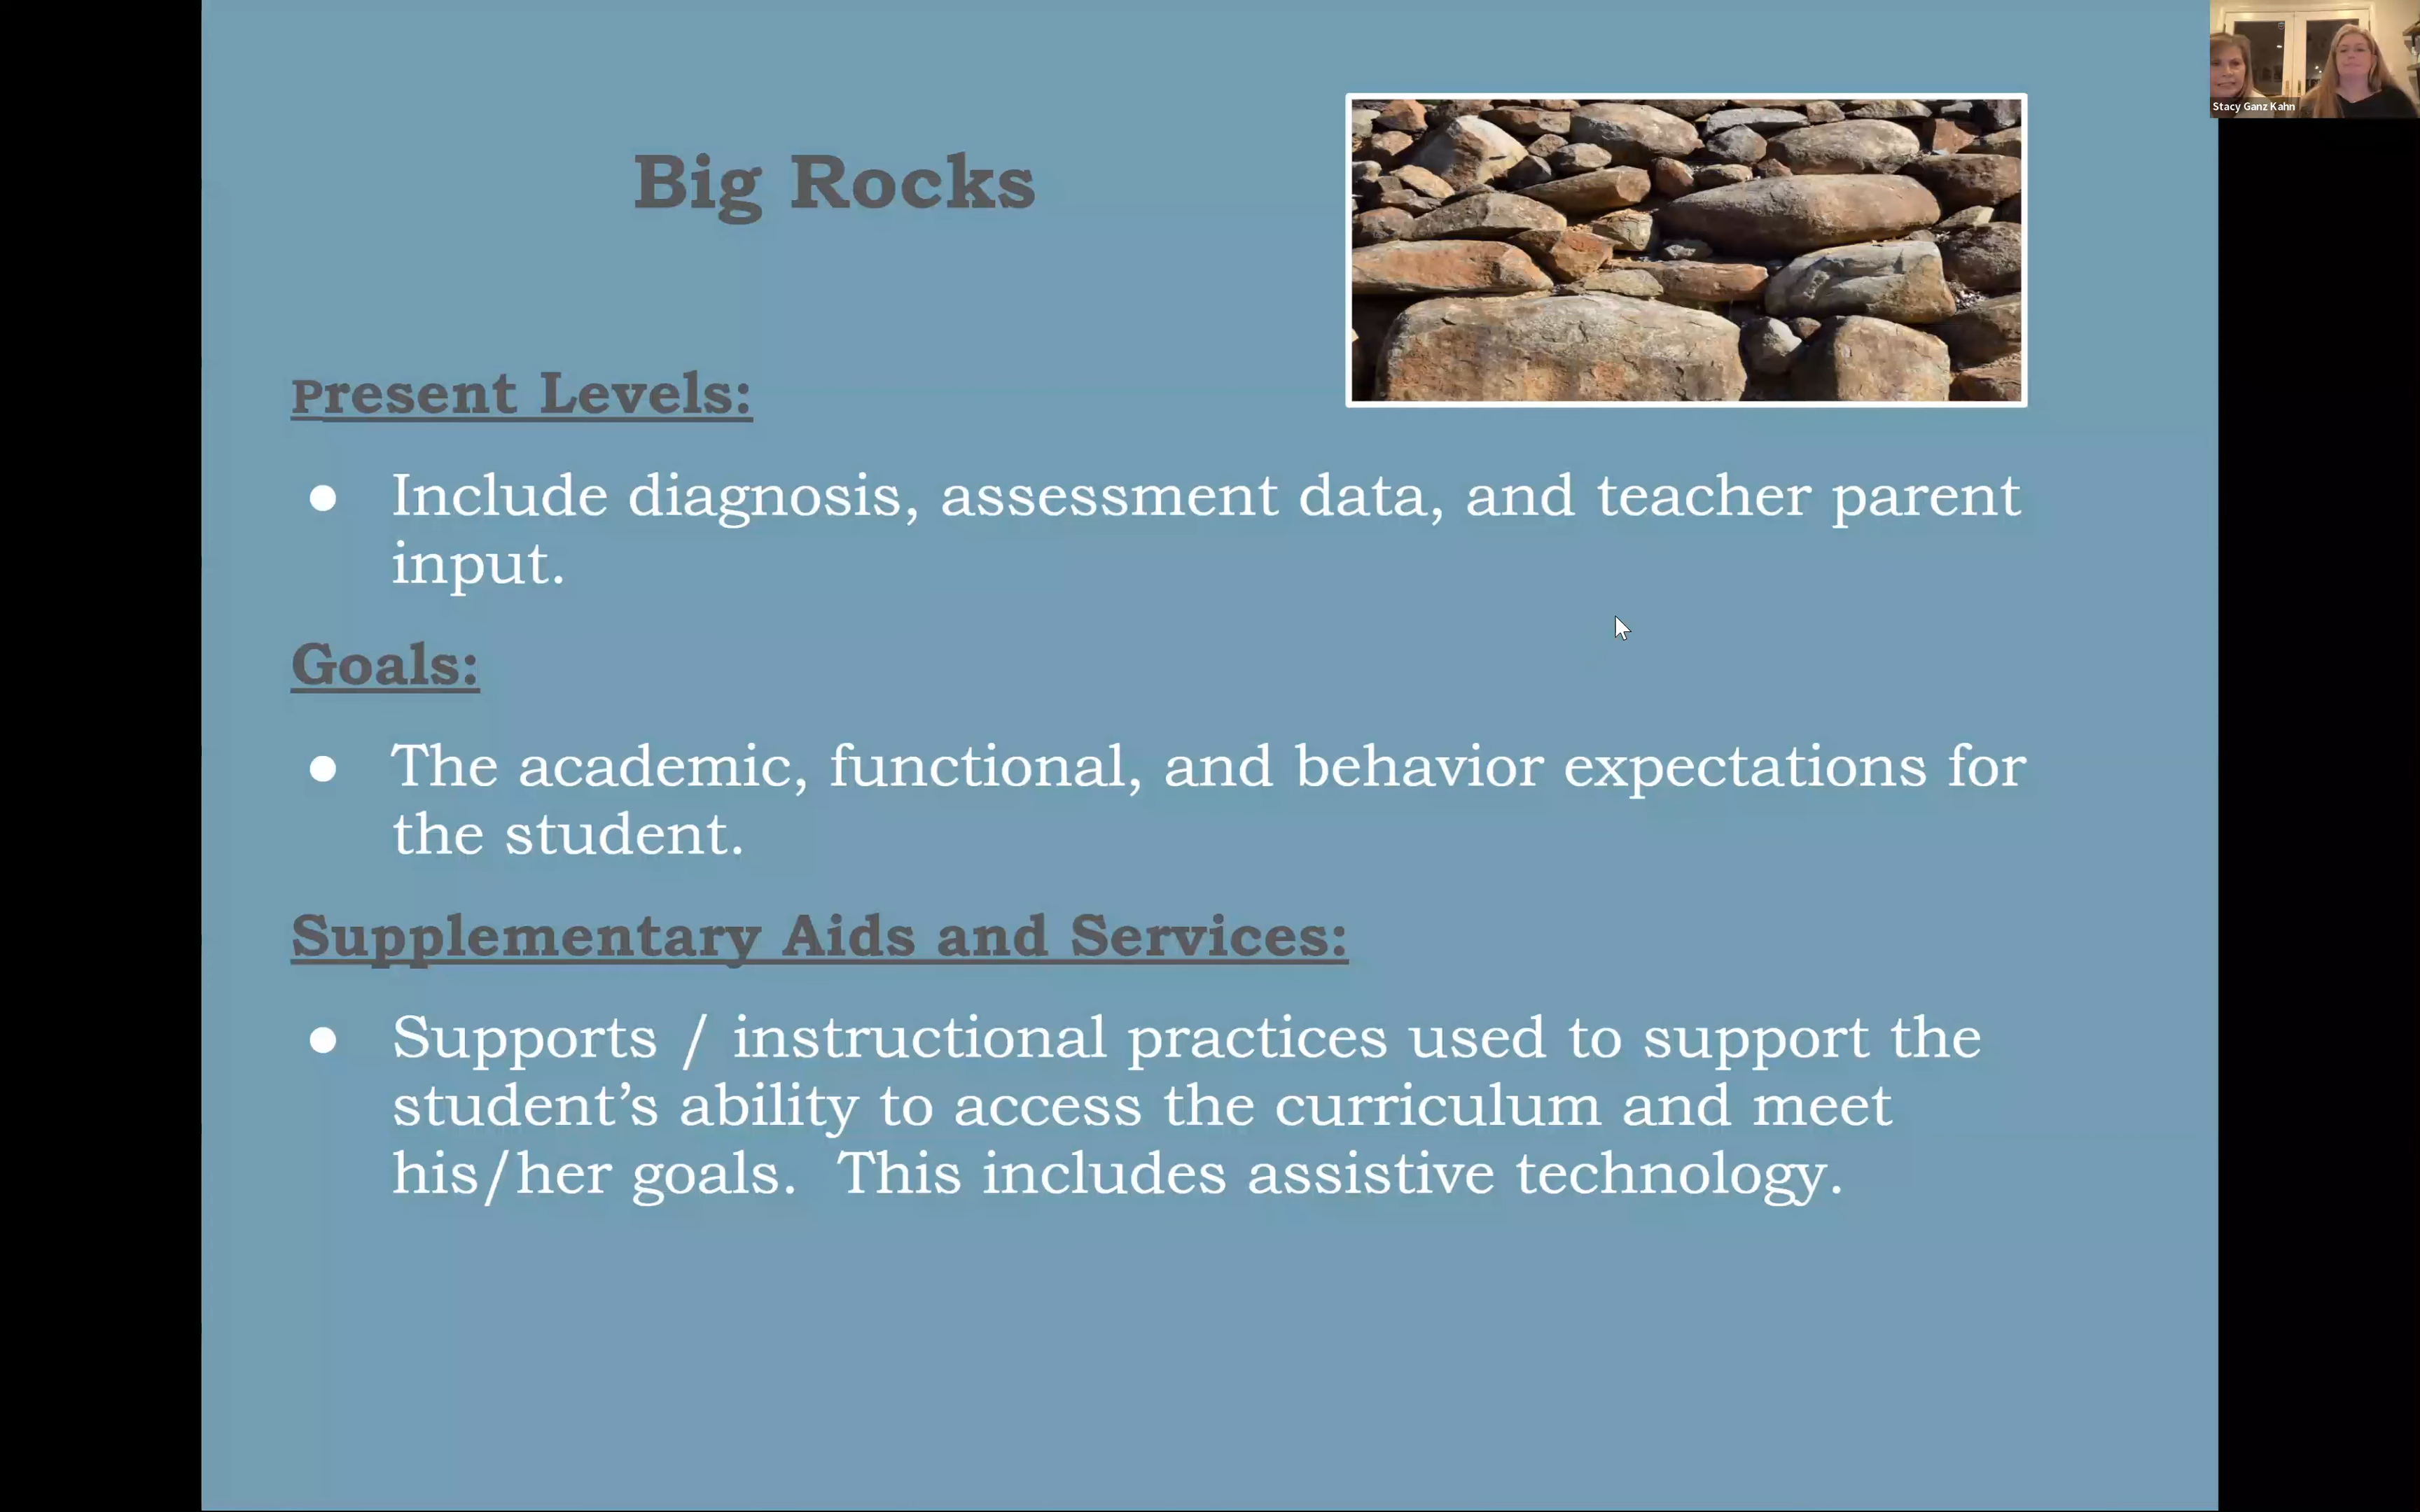 Big Rocks
Stacy Ganz Kahn
Present Levels:
● Include diagnosis, assessment data, and teacher parent
input.
Goals:
● The academic, functional, and behavior expectations for
the student.
Supplementary Aids and Services:
● Supports / instructional practices used to support the
student’s ability to access the curriculum and meet
his/her goals.  This includes assistive technology.